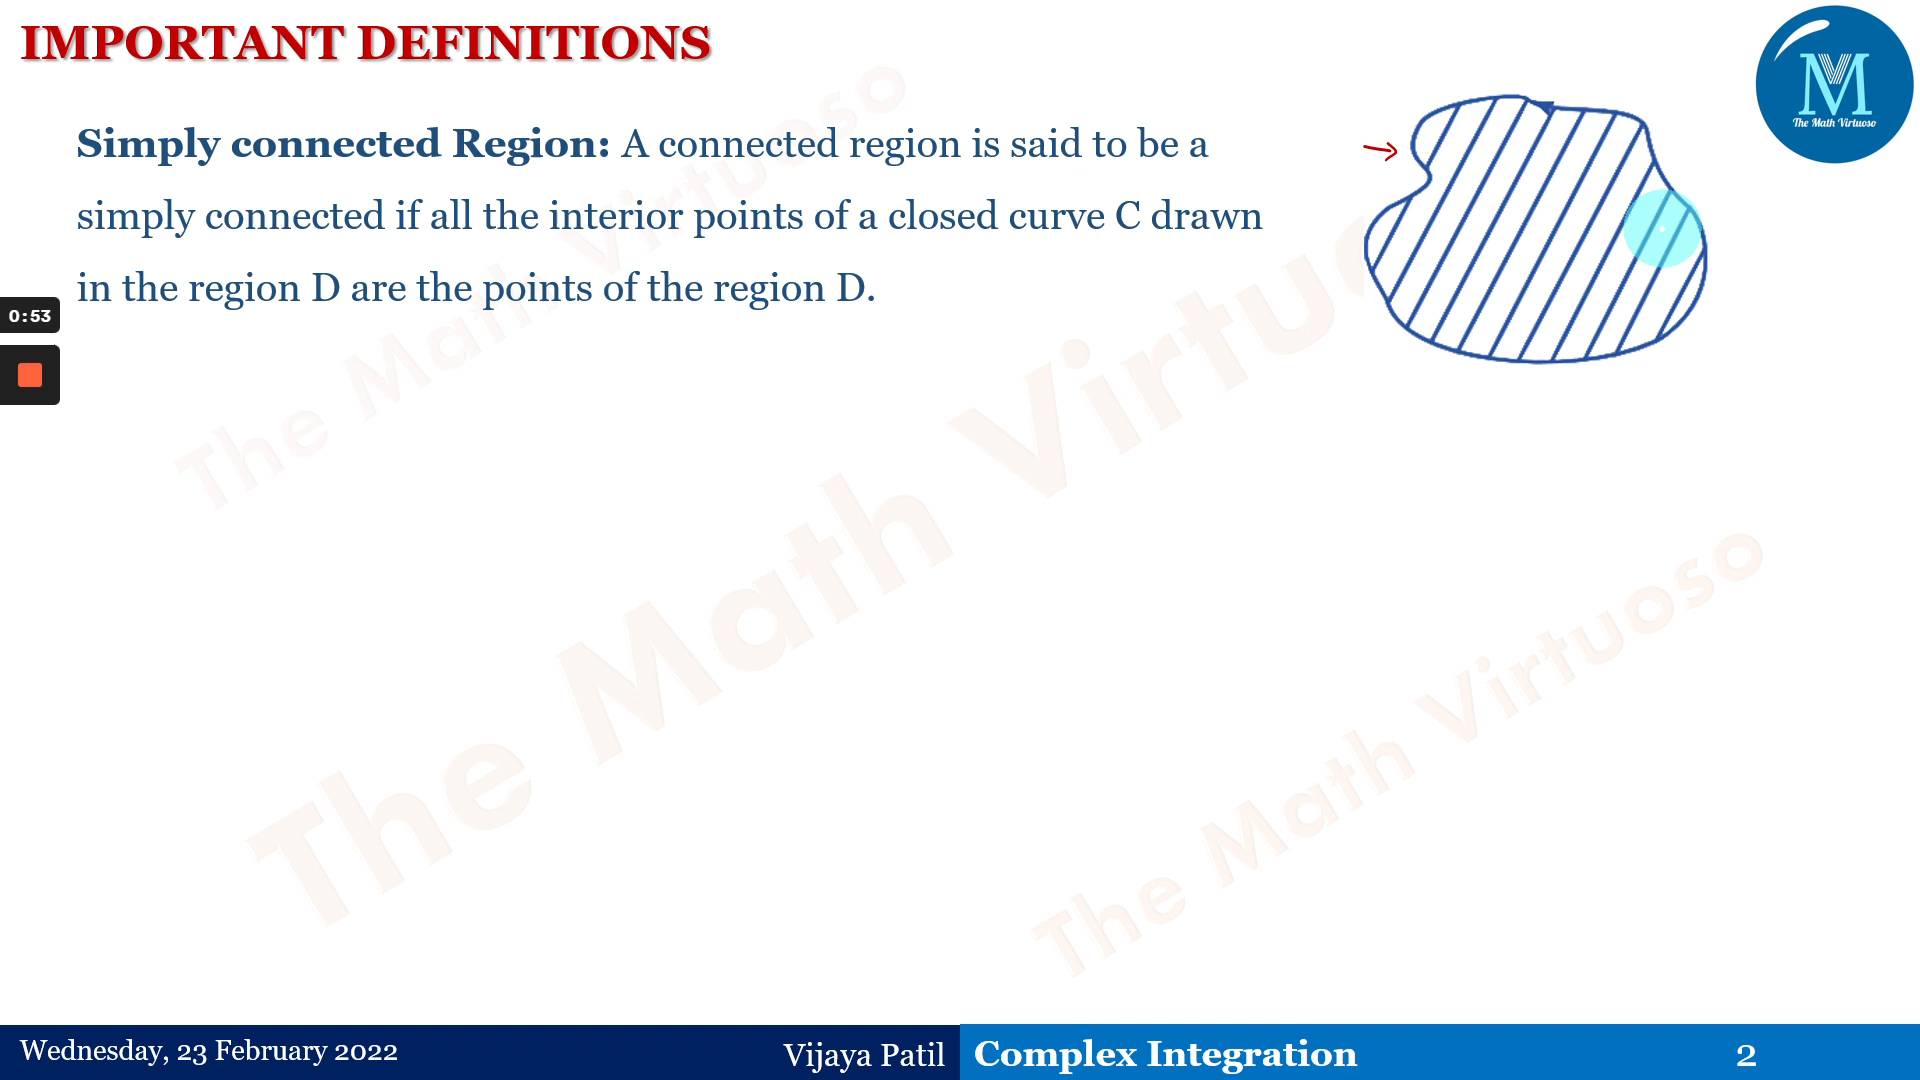 IMPORTANT DEFINITIONS
M
The Math Virtuoso
Simply connected Region: A connected region is said to be a
simply connected if all the interior points of a closed curve C drawn
in the region D are the points of the region D.
0:53
The Math Virtuoso
The Math Virtuo
The Math Virtuoso
Wednesday, 23 February 2022
Vijaya Patil
Complex Integration
2